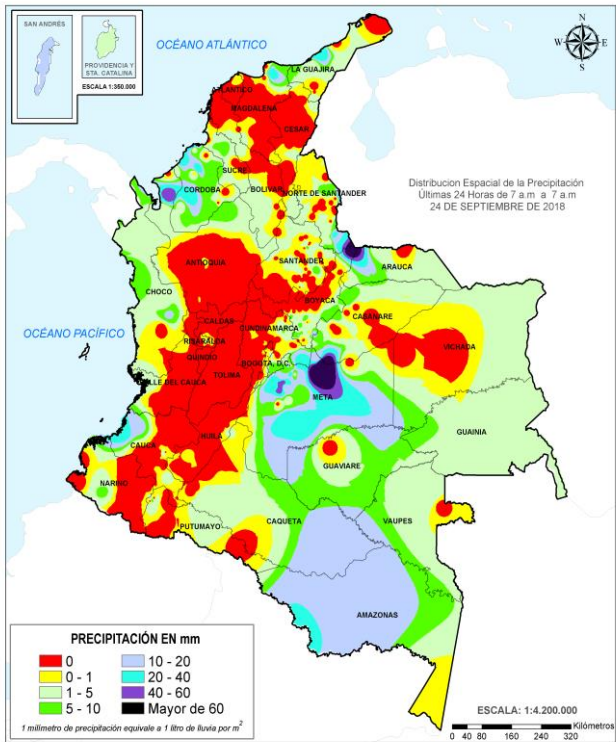 SAN ANDRÉS
PROVIDENCIA Y
STA. CATALINA
ESCALA 1:350.000
OCÉANO ATLÁNTICO
N
W
E
S
LA GUAJIRA
ATLANTICO
MAGDALENA
CESAR
SUCRE
CORDOBA
BOLIVAR
NORTE DE SANTANDER
Distribucion Espacial de la Precipitación
Últimas 24 Horas de 7 a.m a 7 a.m
24 DE SEPTIEMBRE DE 2018
ANTIOQUIA
SANTANDER
ARAUCA
CHOCO
BOYACA
CASANARE
OCÉANO PACÍFICO
CALDAS
CUNDINAMARCA
VICHADA
RISARALDA
QUINDIO
BOGOTA, D.C.
TOLIMA
VALLE DEL CAUCA
META
GUAINIA
CAUCA
HUILA
GUAVIARE
NARIÑO
PUTUMAYO
CAQUETA
VAUPES
AMAZONAS
PRECIPITACIÓN EN mm
0
0 - 1
1 - 5
5 - 10
10 - 20
20 - 40
40 - 60
Mayor de 60
1 milímetro de precipitación equivale a 1 litro de lluvia por m²
ESCALA: 1:4.200.000
Kilómetros
0 40 80 160 240 320